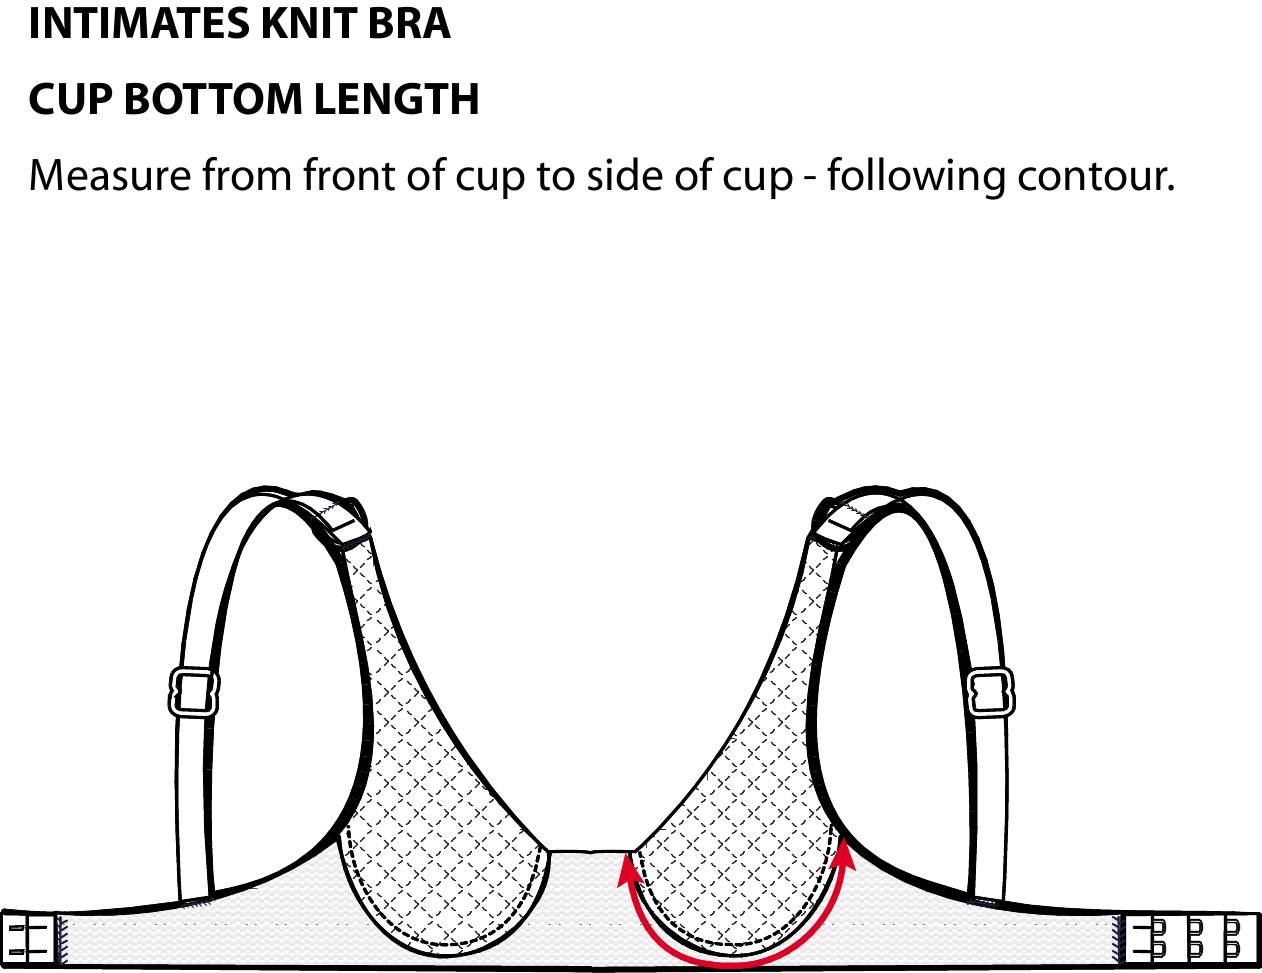 INTIMATES KNIT BRA
CUP BOTTOM LENGTH
Measure from front of cup to side of cup - following contour.